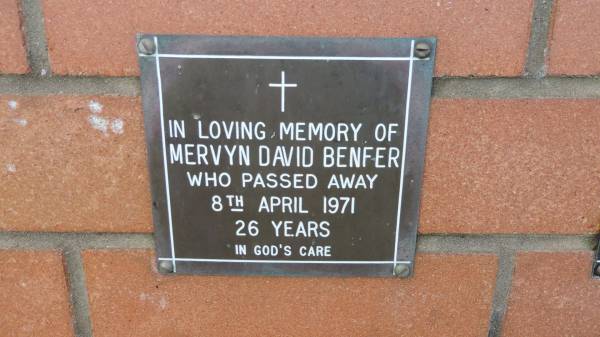 IN LOVING MEMORY OF
MERVYN DAVID BENFER
WHO PASSED AWAY
8TH APRIL 1971
26 YEARS
IN GOD'S CARE